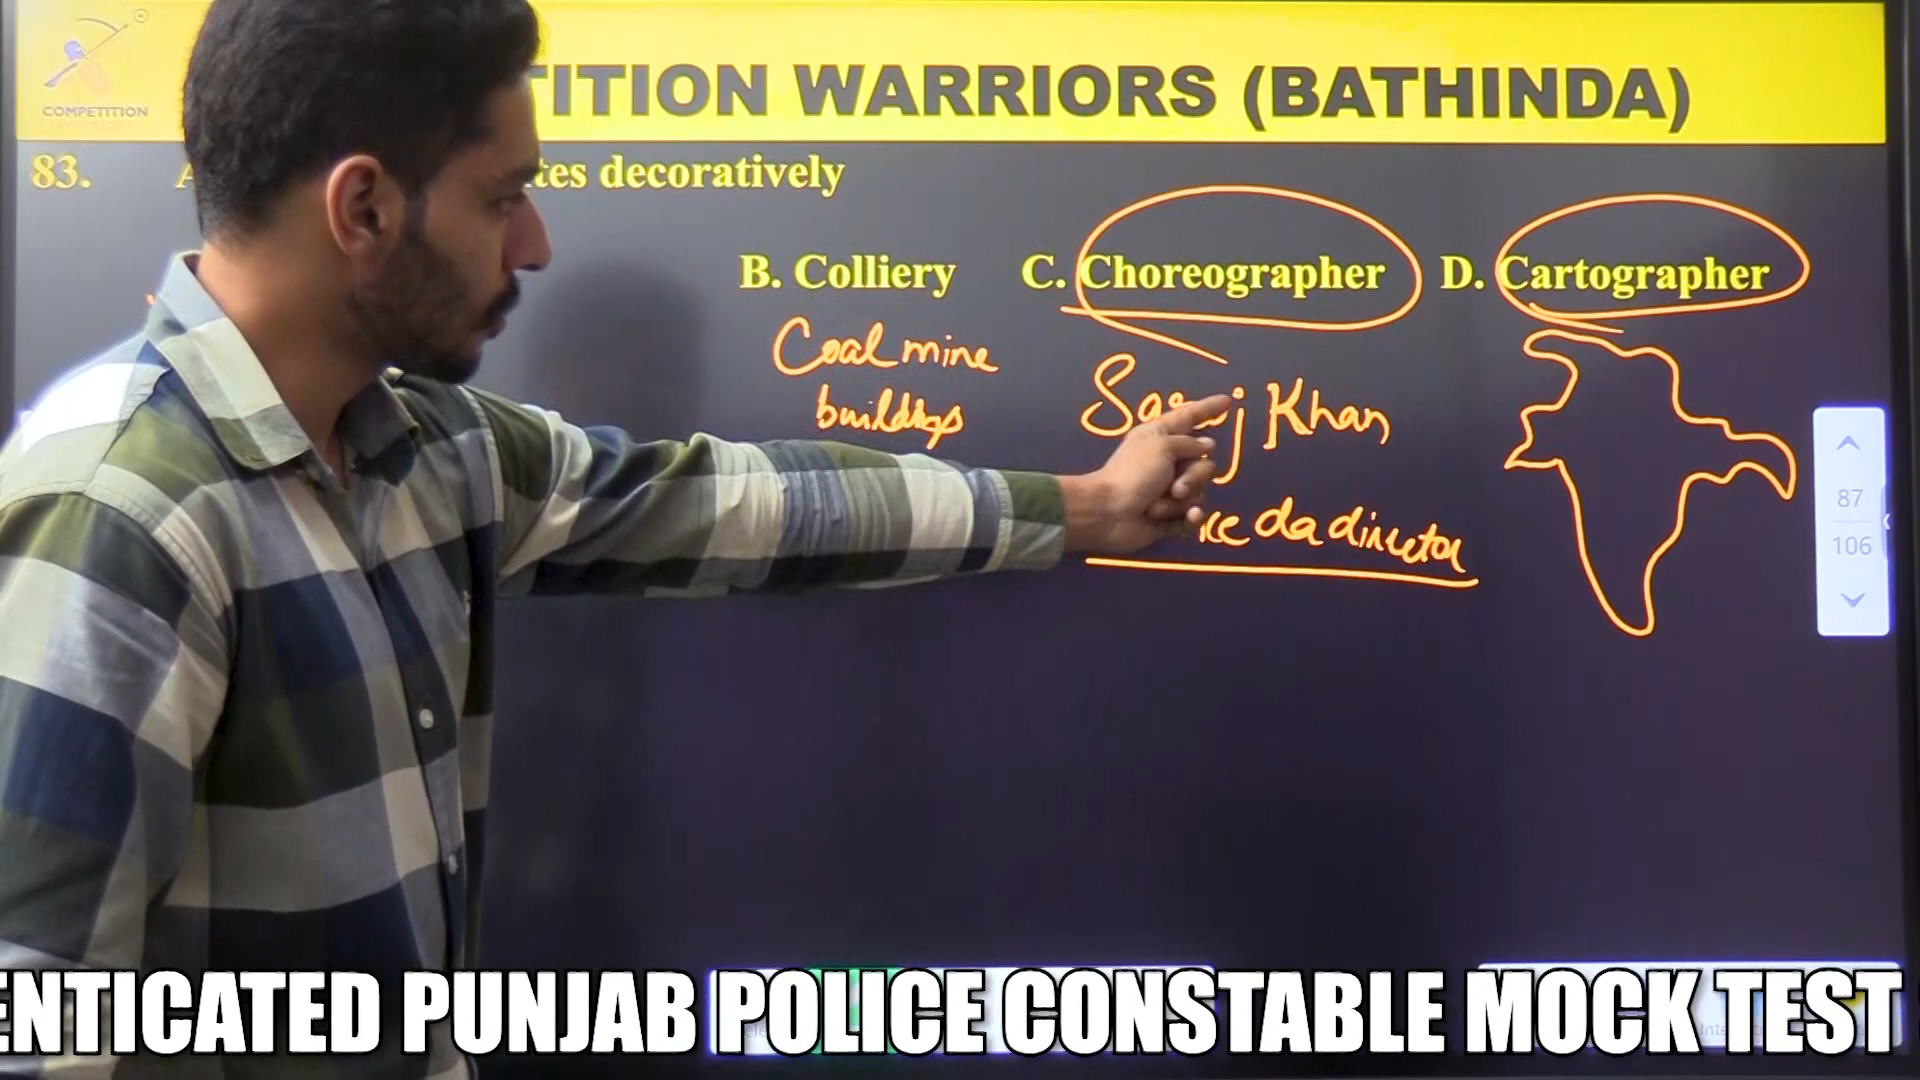 COMPETITION
TITION WARRIORS (BATHINDA)
83. A tes decoratively
B. Colliery C. Choreographer D. Cartographer
Coal mine
buildings
Saroj Khan
da director
87
106
ENTICATED PUNJAB POLICE CONSTABLE MOCK TEST